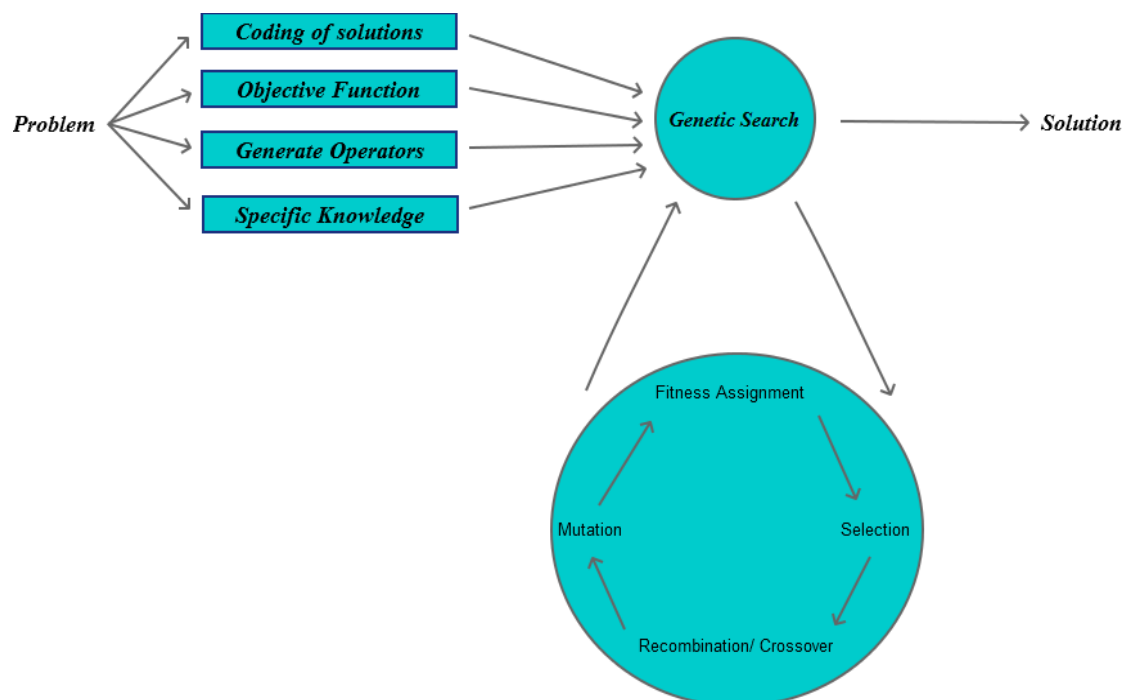 Coding of solutions
Objective Function
Problem
Generate Operators
Specific Knowledge
Genetic Search
Solution
Fitness Assignment
Mutation
Selection
Recombination/ Crossover